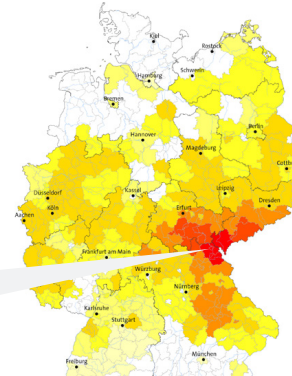 Kiel
Rostock
Schwerin
Hamburg
Bremen
Berlin
Hannover
Magdeburg
Cottbu
Kassel
Leipzig
Düsseldorf
Köln
Aachen
Erfurt
Dresden
Frankfurt am Main
Würzburg
Nürnberg
Karlsruhe
Stuttgart
München
Freiburg